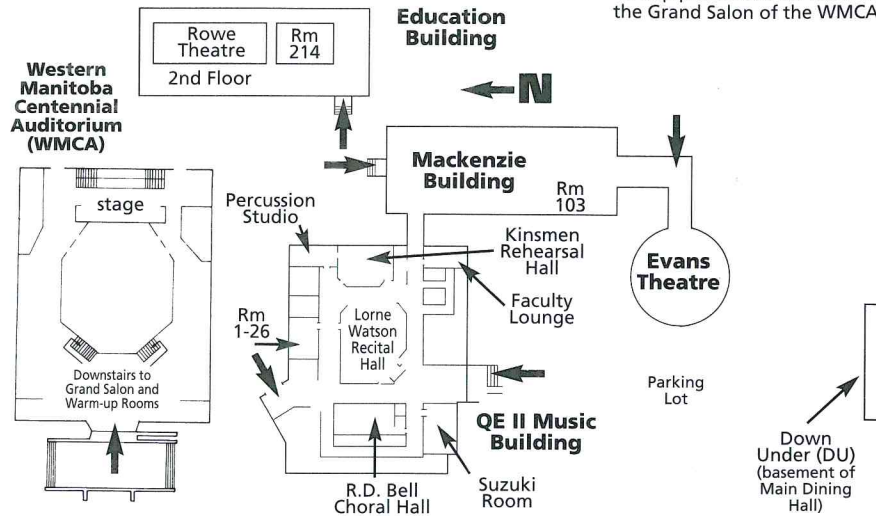 the Grand Salon of the WMCA
Education
Building
Rowe
Theatre
Rm
214
2nd Floor
N
Western
Manitoba
Centennial
Auditorium
(WMCA)
stage
Downstairs to
Grand Salon and
Warm-up Rooms
Mackenzie
Building
Rm
103
Percussion
Studio
Kinsmen
Rehearsal
Hall
Faculty
Lounge
Evans
Theatre
Rm
1-26
Lorne
Watson
Recital
Hall
Parking
Lot
QE II Music
Building
R.D. Bell
Choral Hall
Suzuki
Room
Down
Under (DU)
(basement of
Main Dining
Hall)